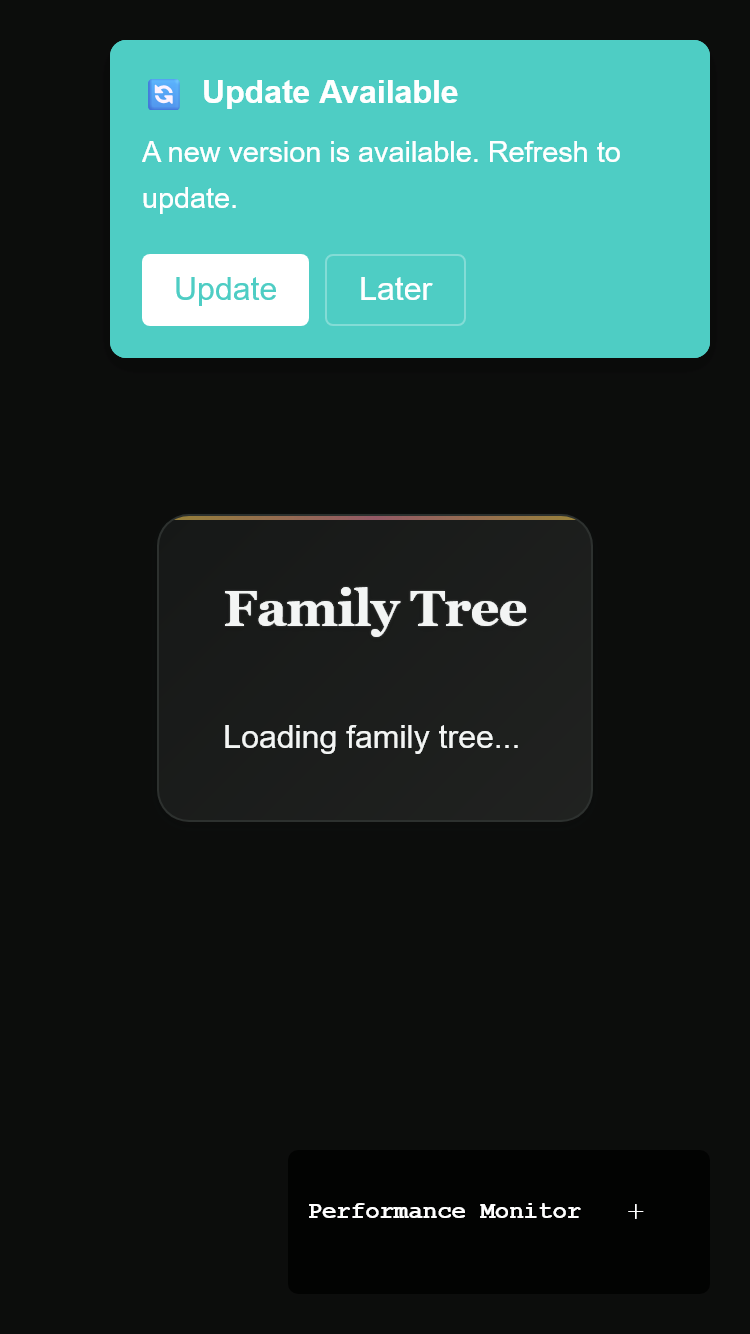 Update Available
A new version is available. Refresh to
update.
Update
Later
Family Tree
Loading family tree...
Performance Monitor +